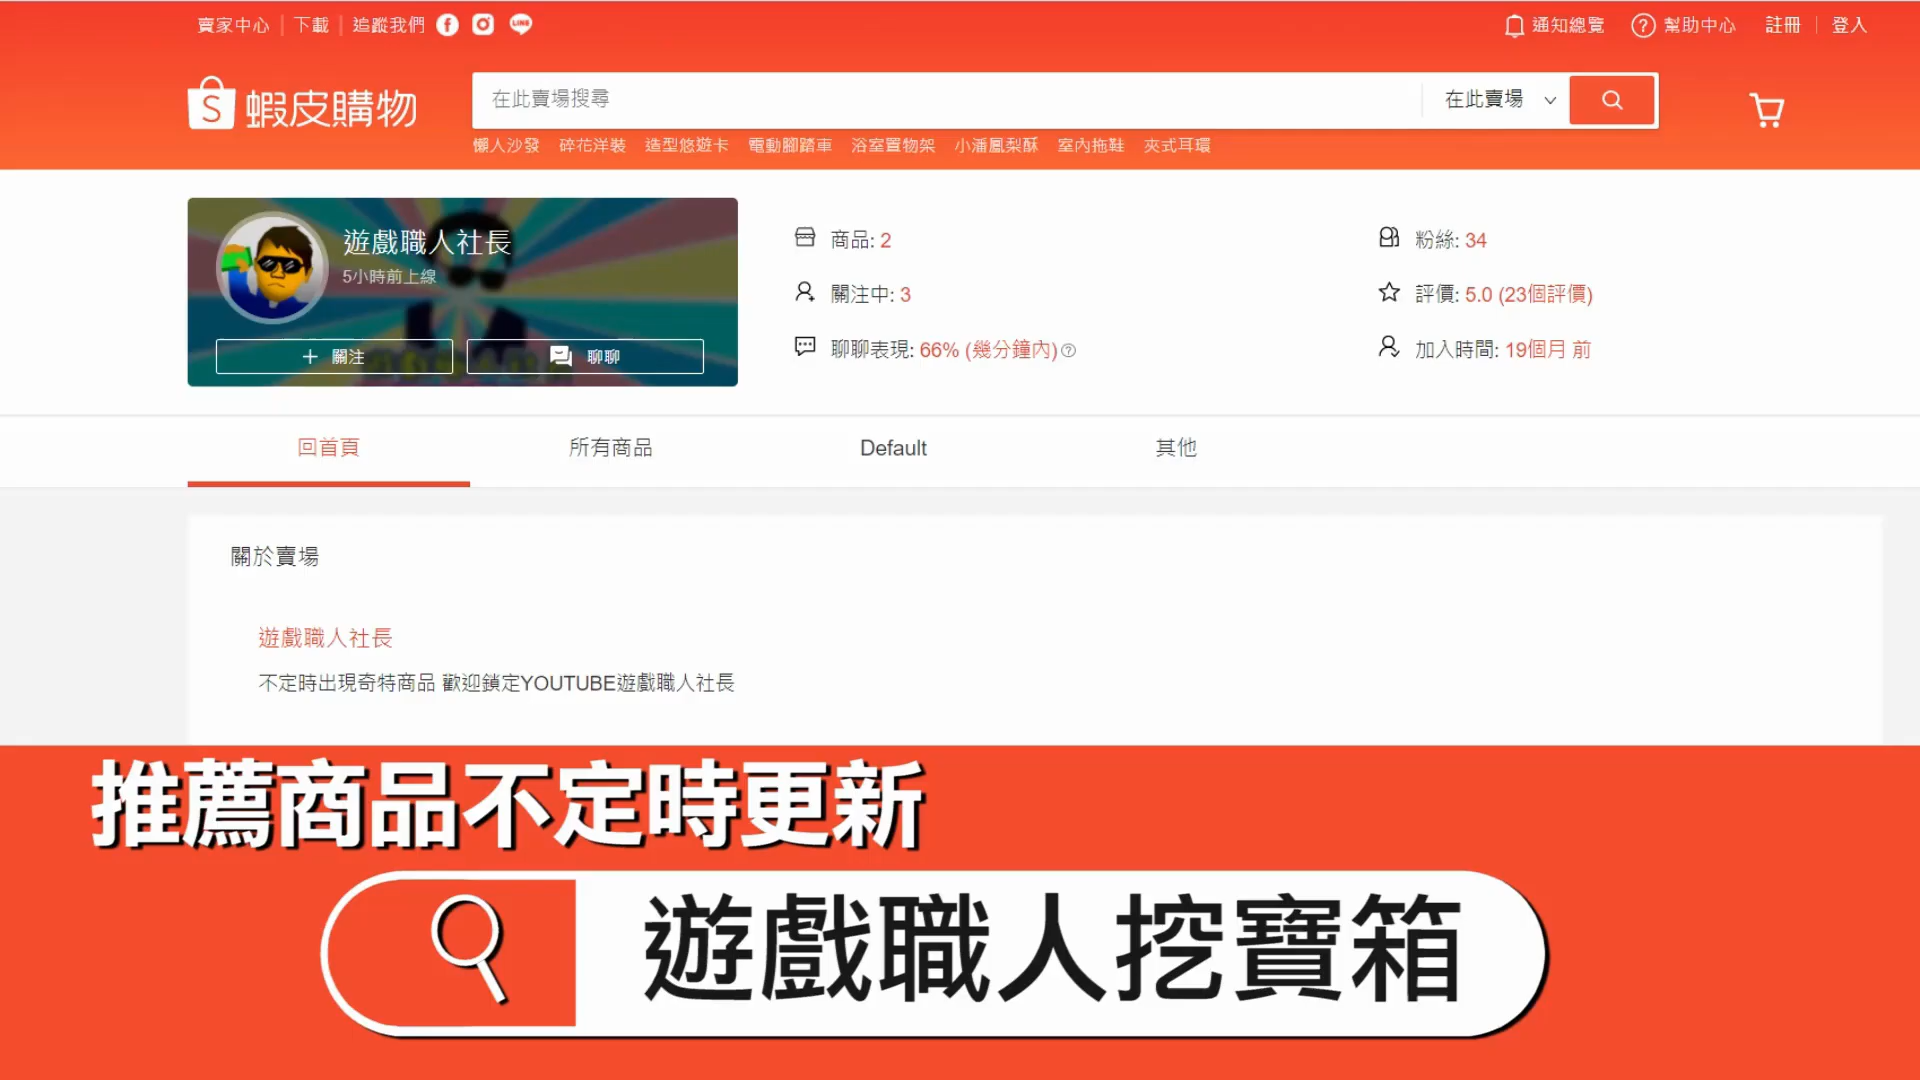 賣家中心 | 下載 | 追蹤我們
LINE
通知總覽
? 幫助中心
註冊 | 登入
S 蝦皮購物
在此賣場搜尋
在此賣場
懶人沙發 碎花洋裝 造型悠遊卡 電動腳踏車 浴室置物架 小潘鳳梨酥 室內拖鞋 夾式耳環
遊戲職人社長
5小時前上線
+ 關注
聊聊
商品: 2
粉絲: 34
關注中: 3
評價: 5.0 (23個評價)
聊聊表現: 66% (幾分鐘內)
加入時間: 19個月 前
回首頁
所有商品
Default
其他
關於賣場
遊戲職人社長
不定時出現奇特商品 歡迎鎖定YOUTUBE遊戲職人社長
推薦商品不定時更新
遊戲職人挖寶箱